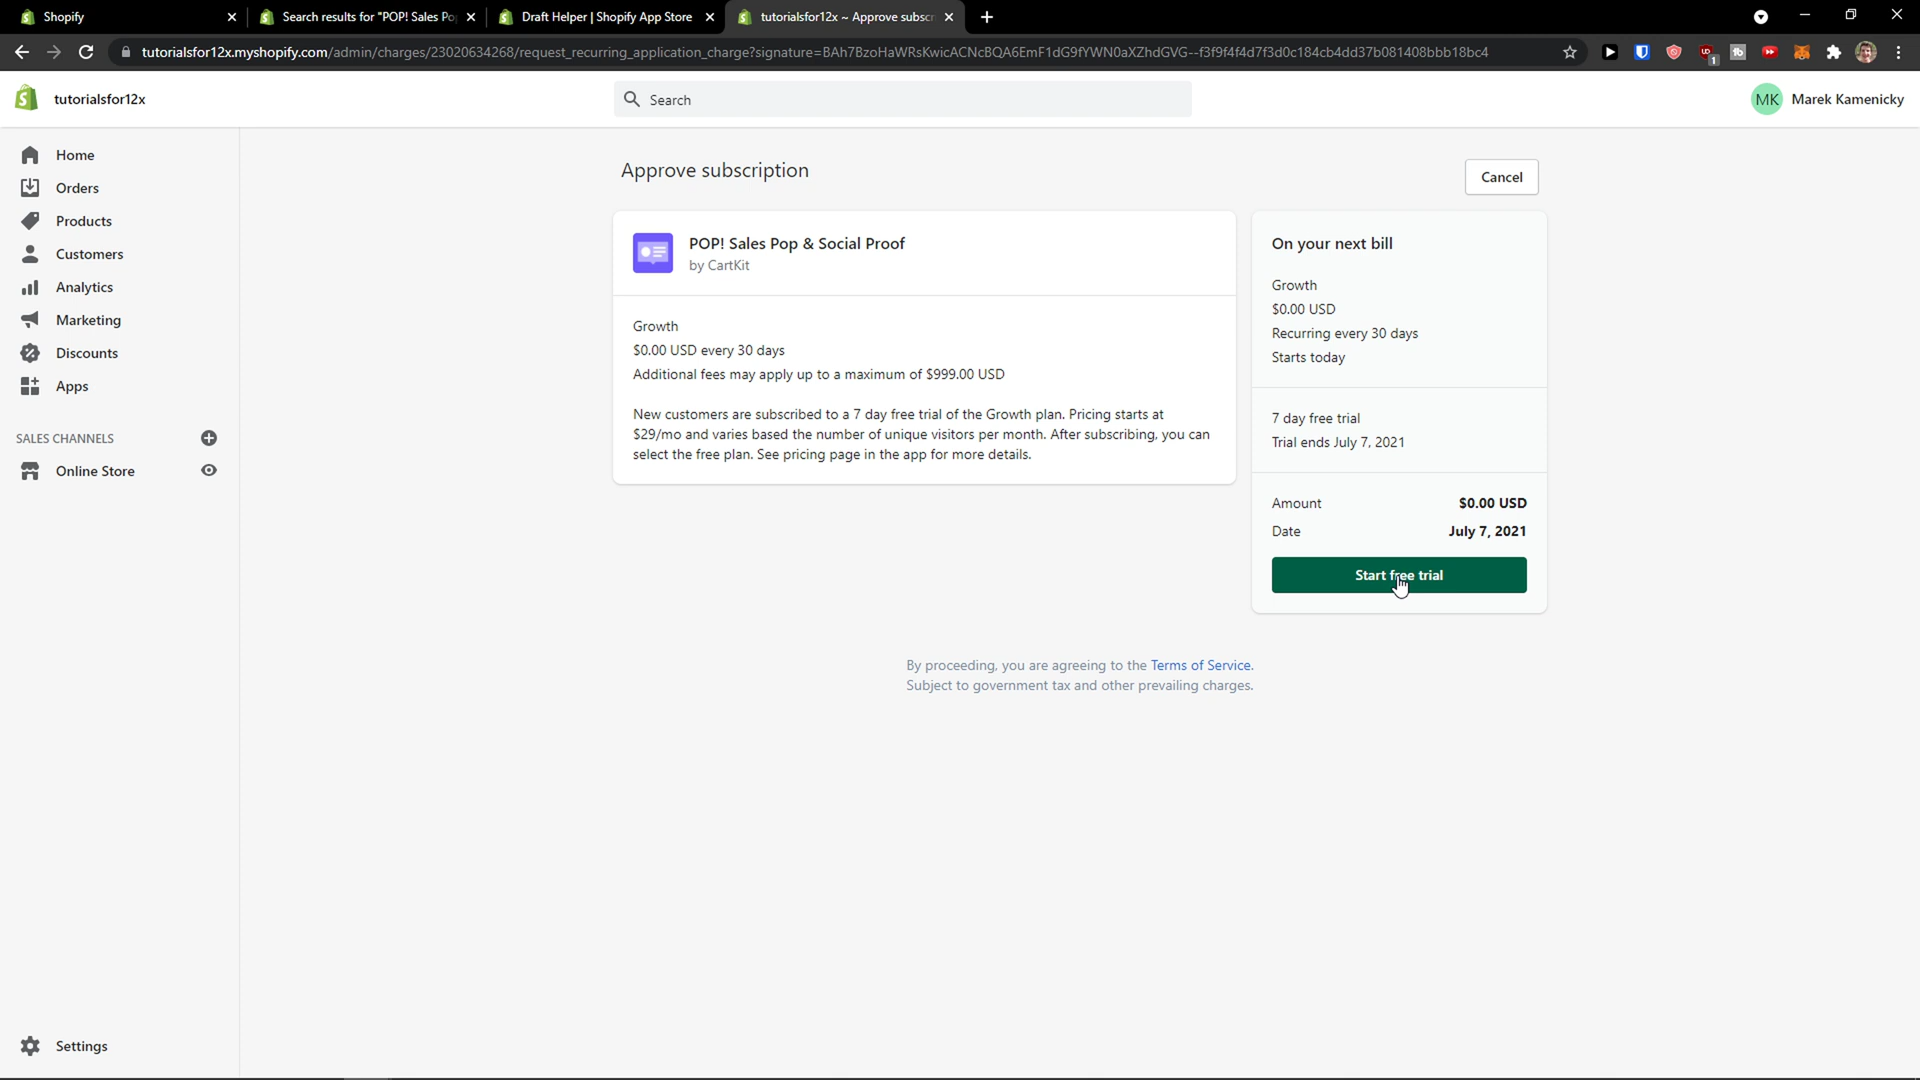 Shopify
Search results for "POP! Sales Po
Draft Helper | Shopify App Store
tutorialsfor12x ~ Approve subscr
tutorialsfor12x.myshopify.com/admin/charges/23020634268/request_recurring_application_charge?signature=BAh7BzoHaWRsKwicACNcBQA6EmF1dG9fYWN0aXZhdGVG--f3f9f4f4d7f3d0c184cb4dd37b081408bbb18bc4
tutorialsfor12x
Search
MK Marek Kamenicky
Home
Orders
Products
Customers
Analytics
Marketing
Discounts
Apps
SALES CHANNELS
Online Store
Settings
Approve subscription
Cancel
POP! Sales Pop & Social Proof
by CartKit
Growth
$0.00 USD every 30 days
Additional fees may apply up to a maximum of $999.00 USD
New customers are subscribed to a 7 day free trial of the Growth plan. Pricing starts at
$29/mo and varies based the number of unique visitors per month. After subscribing, you can
select the free plan. See pricing page in the app for more details.
On your next bill
Growth
$0.00 USD
Recurring every 30 days
Starts today
7 day free trial
Trial ends July 7, 2021
Amount $0.00 USD
Date July 7, 2021
Start free trial
By proceeding, you are agreeing to the Terms of Service.
Subject to government tax and other prevailing charges.